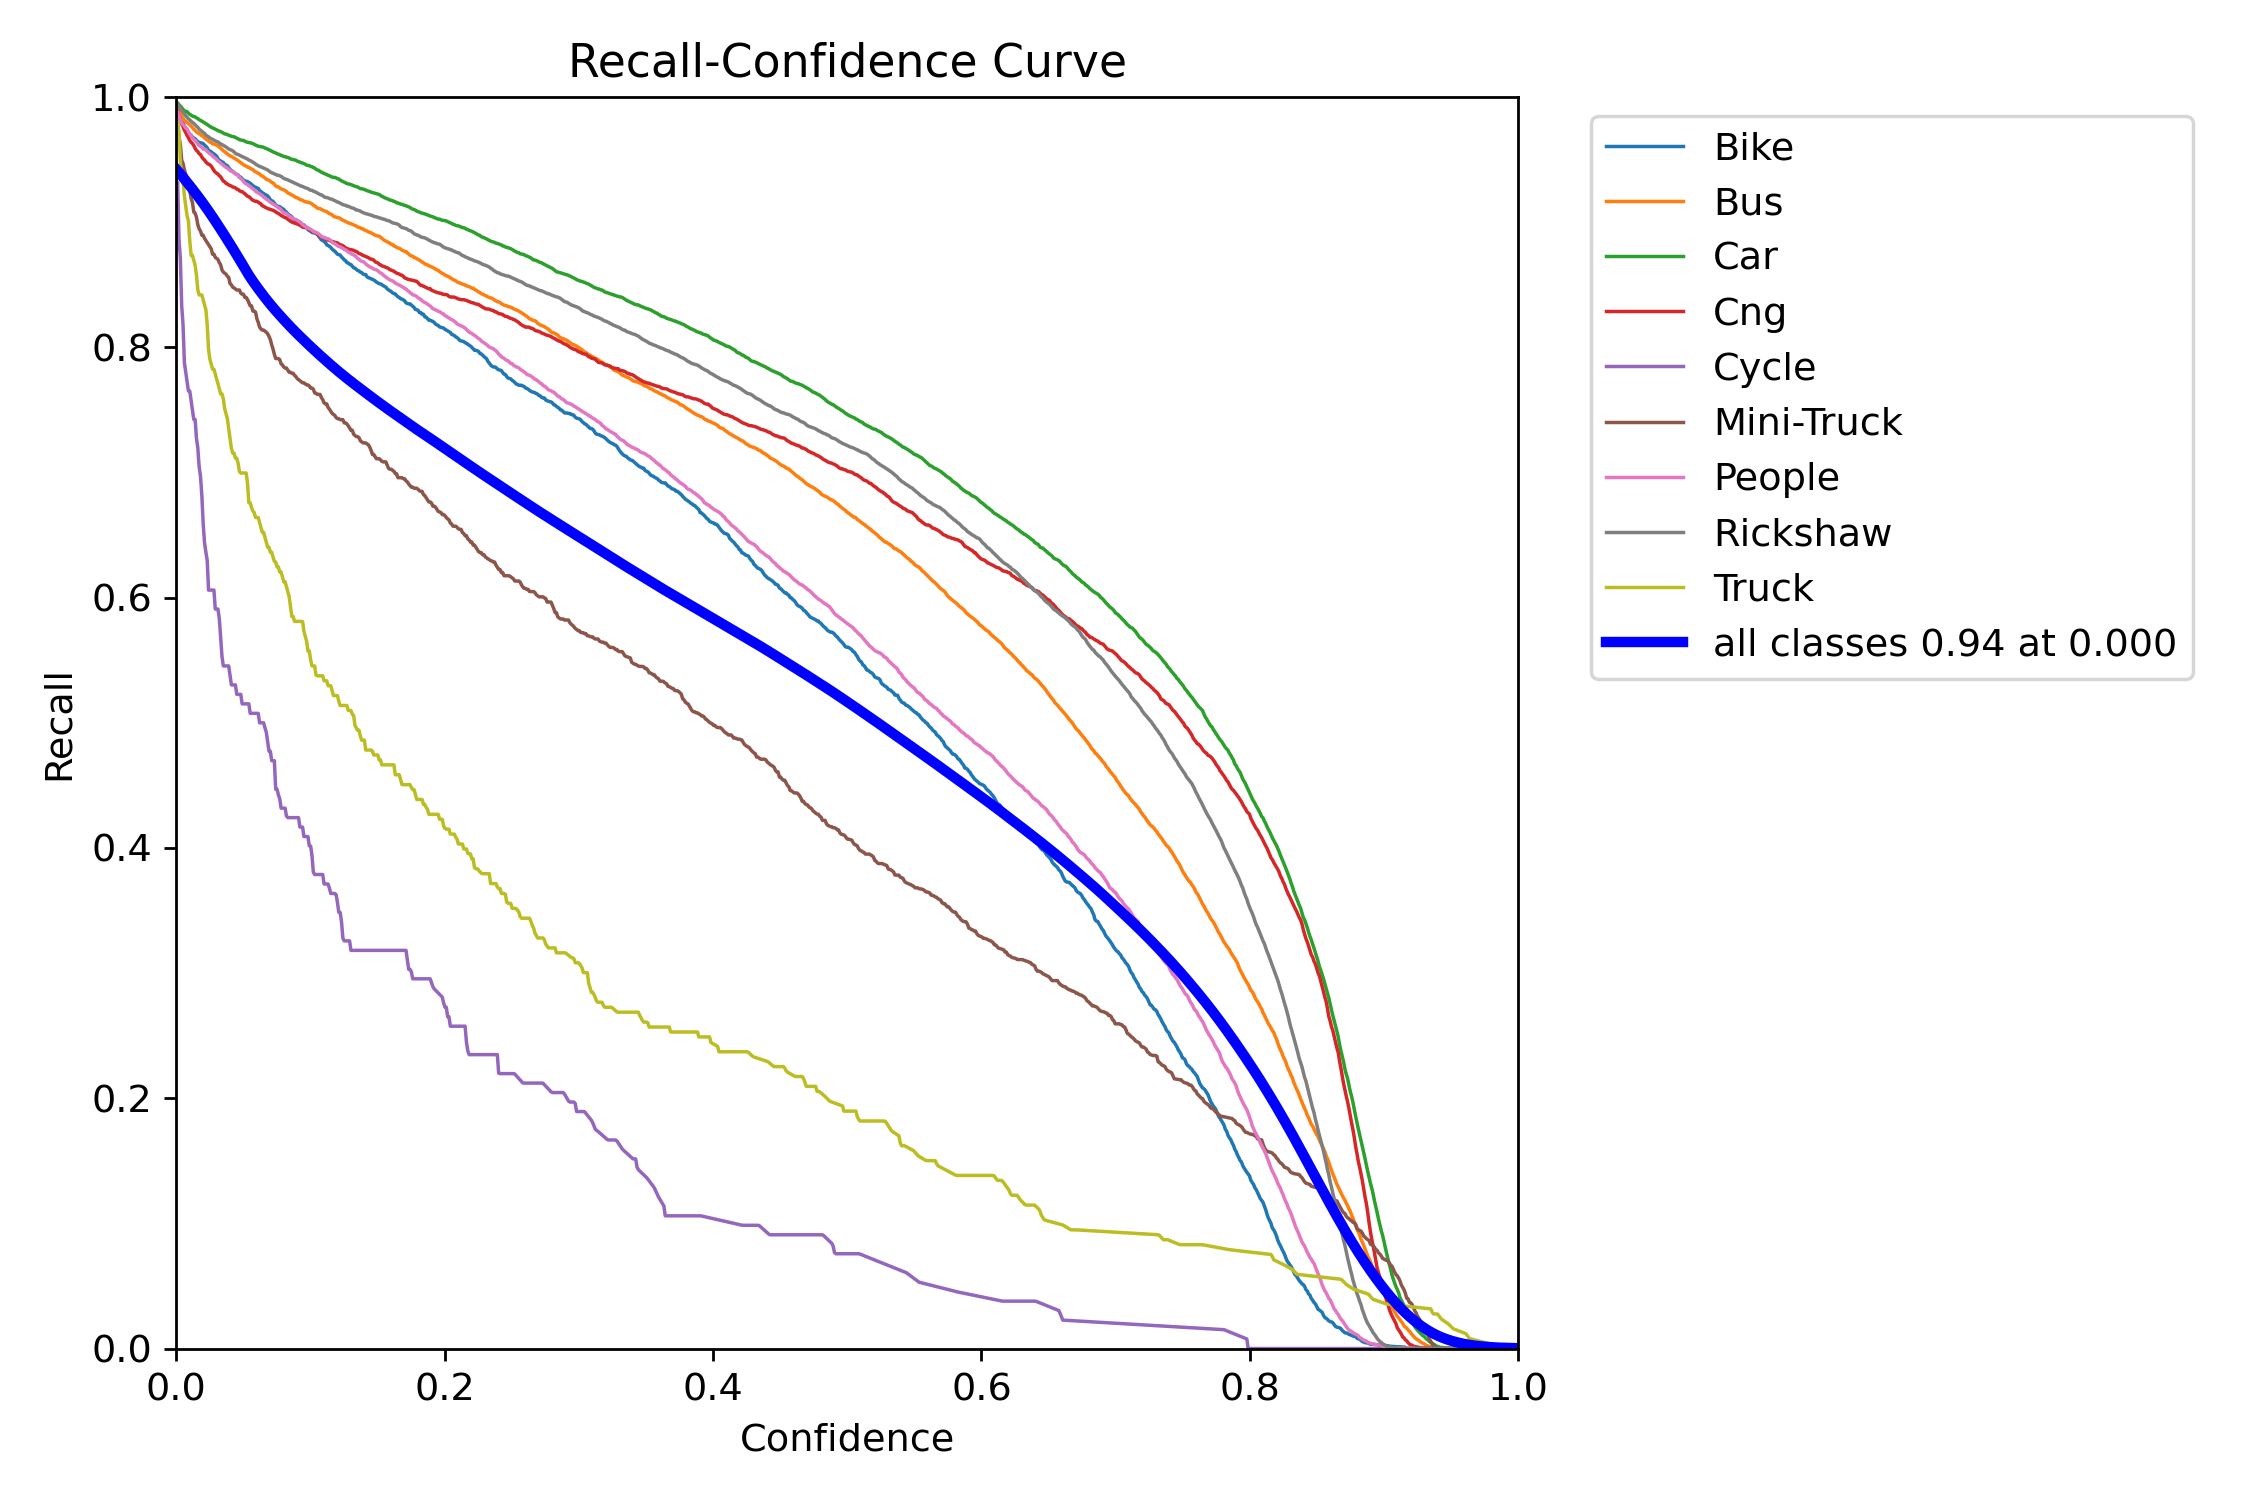 Recall-Confidence Curve
1.0
0.8
0.6
0.4
0.2
0.0
Recall
0.0 0.2 0.4 0.6 0.8 1.0
Confidence
Bike
Bus
Car
Cng
Cycle
Mini-Truck
People
Rickshaw
Truck
all classes 0.94 at 0.000